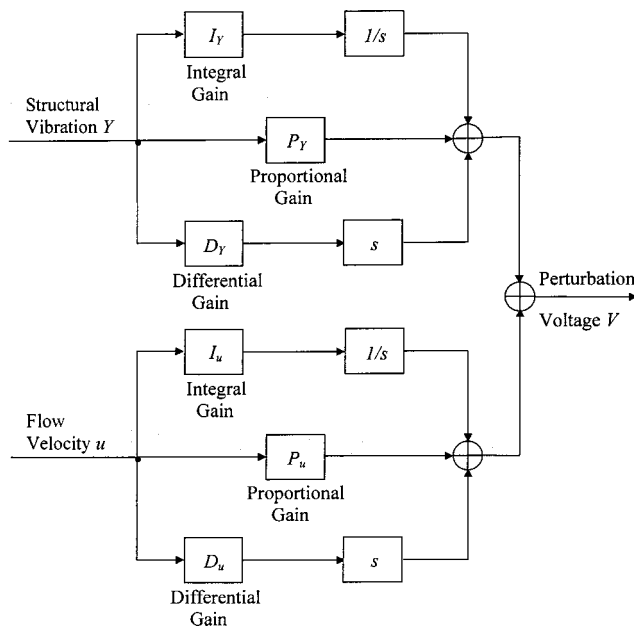 I_Y
1/s
Integral
Gain
Structural
Vibration Y
P_Y
Proportional
Gain
D_Y
s
Differential
Gain
Perturbation
Voltage V
I_u
1/s
Integral
Gain
Flow
Velocity u
P_u
Proportional
Gain
D_u
s
Differential
Gain